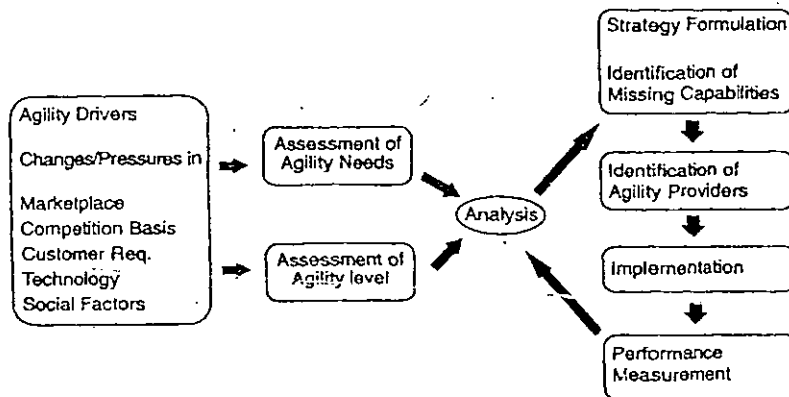 Agility Drivers
Changes/Pressures in
Marketplace
Competition Basis
Customer Req.
Technology
Social Factors
Assessment of
Agility Needs
Assessment of
Agility level
Analysis
Strategy Formulation
Identification of
Missing Capabilities
Identification of
Agility Providers
Implementation
Performance
Measurement